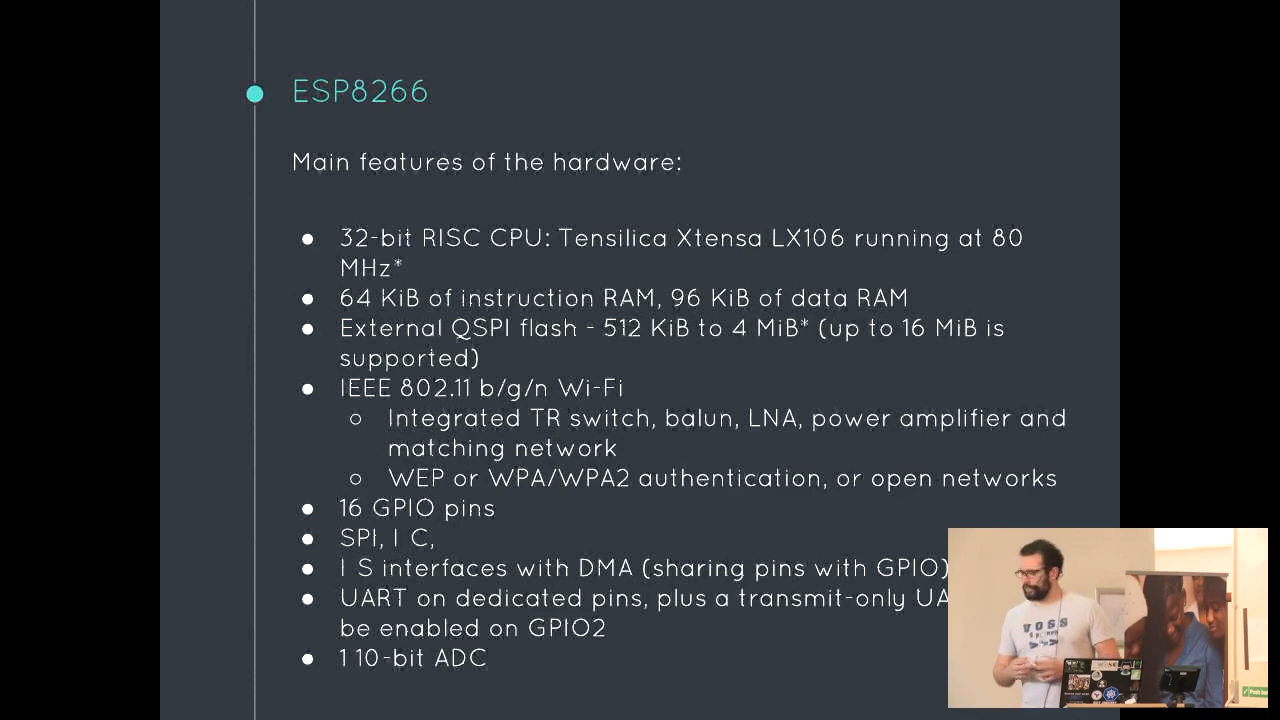 ESP8266
Main features of the hardware:
● 32-bit RISC CPU: Tensilica Xtensa LX106 running at 80
MHz*
● 64 KiB of instruction RAM, 96 KiB of data RAM
● External QSPI flash - 512 KiB to 4 MiB* (up to 16 MiB is
supported)
● IEEE 802.11 b/g/n Wi-Fi
○ Integrated TR switch, balun, LNA, power amplifier and
matching network
○ WEP or WPA/WPA2 authentication, or open networks
● 16 GPIO pins
● SPI, I C,
● I S interfaces with DMA (sharing pins with GPIO)
● UART on dedicated pins, plus a transmit-only UA
be enabled on GPIO2
● 1 10-bit ADC
VOSS